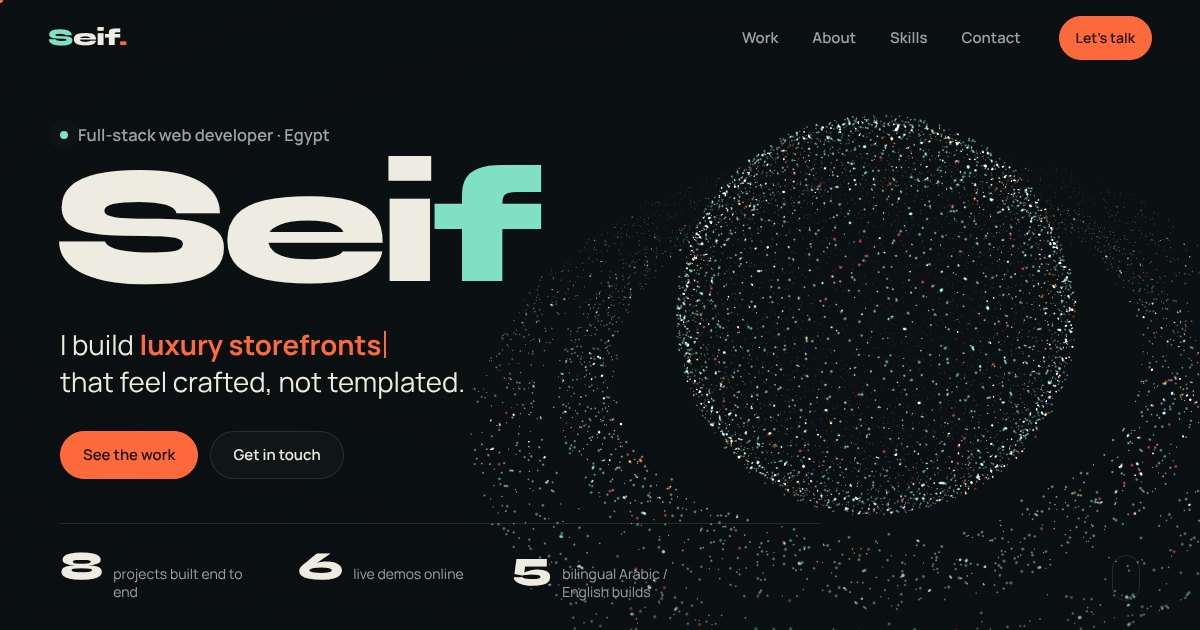 Seif.
Work
About
Skills
Contact
Let's talk
Full-stack web developer · Egypt
Seif
I build luxury storefronts
that feel crafted, not templated.
See the work
Get in touch
8 projects built end to
end
6 live demos online
5 bilingual Arabic /
English builds